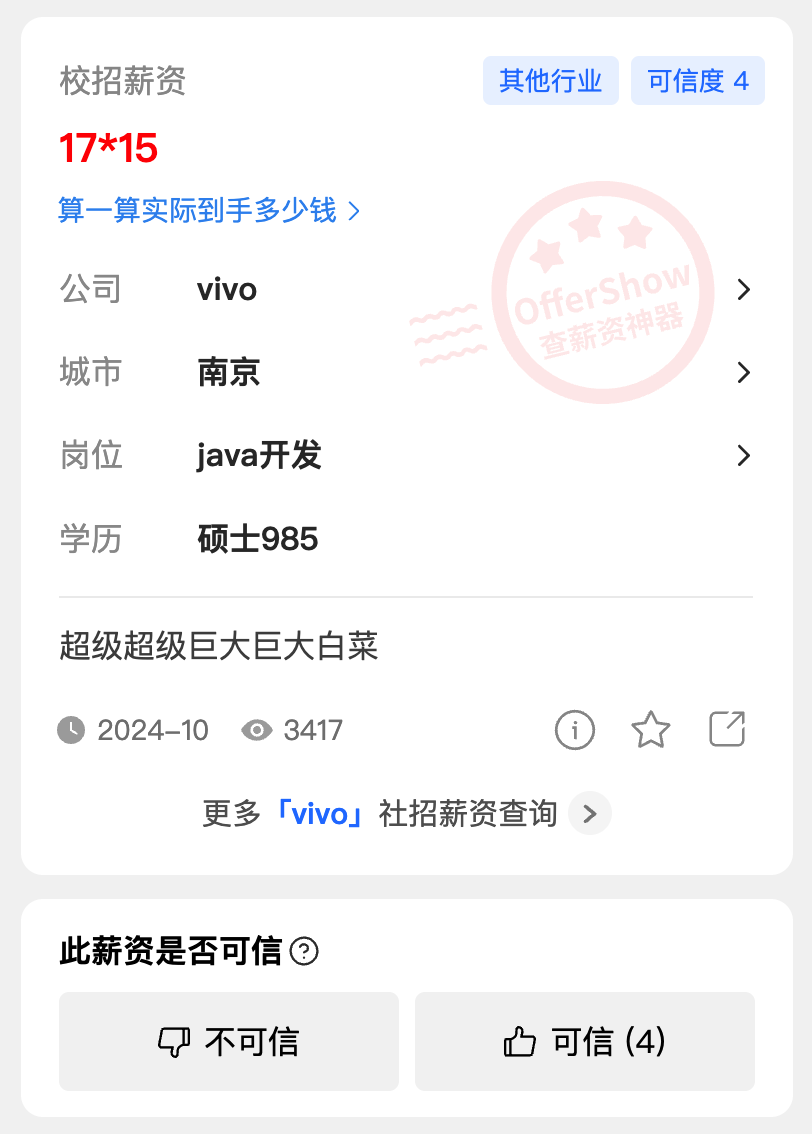 校招薪资 其他行业 可信度 4
17*15
算一算实际到手多少钱
公司 vivo
城市 南京
岗位 java开发
学历 硕士985
OfferShow
查薪资神器
超级超级巨大巨大白菜
2024-10 3417
更多「vivo」社招薪资查询
此薪资是否可信
不可信 可信 (4)